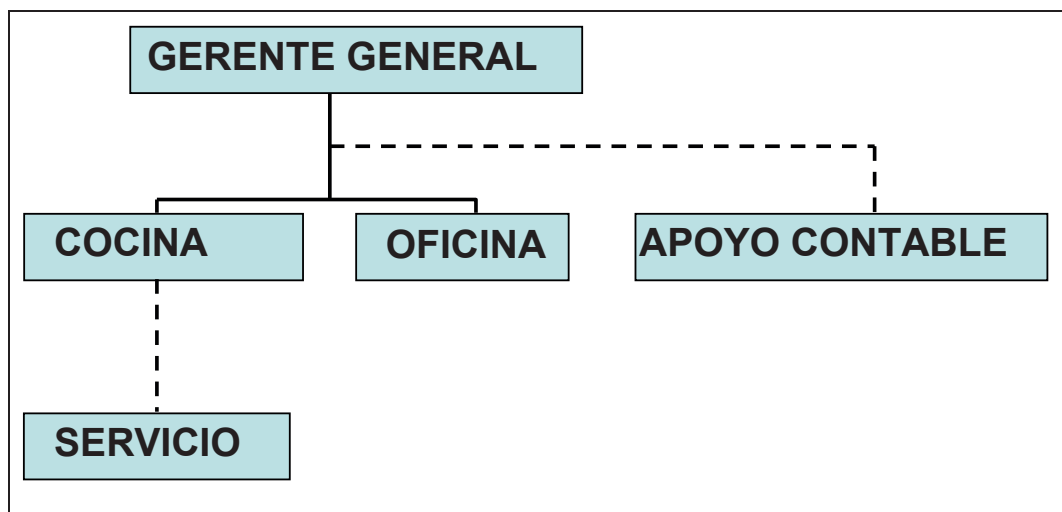 GERENTE GENERAL
COCINA
OFICINA
APOYO CONTABLE
SERVICIO